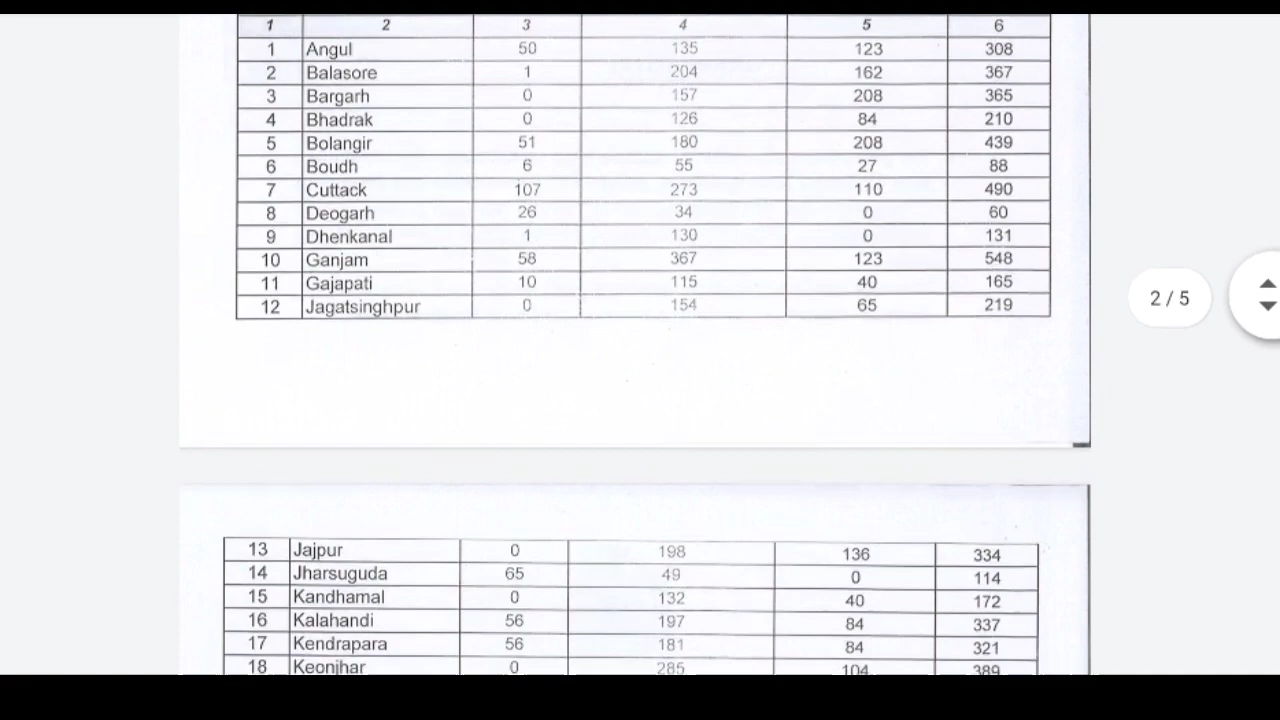 1 2 3 4 5 6
1 Angul 50 135 123 308
2 Balasore 1 204 162 367
3 Bargarh 0 157 208 365
4 Bhadrak 0 126 84 210
5 Bolangir 51 180 208 439
6 Boudh 6 55 27 88
7 Cuttack 107 273 110 490
8 Deogarh 26 34 0 60
9 Dhenkanal 1 130 0 131
10 Ganjam 58 367 123 548
11 Gajapati 10 115 40 165
12 Jagatsinghpur 0 154 65 219
2 / 5
13 Jajpur 0 198 136 334
14 Jharsuguda 65 49 0 114
15 Kandhamal 0 132 40 172
16 Kalahandi 56 197 84 337
17 Kendrapara 56 181 84 321
18 Keonjhar 0 285 104 389